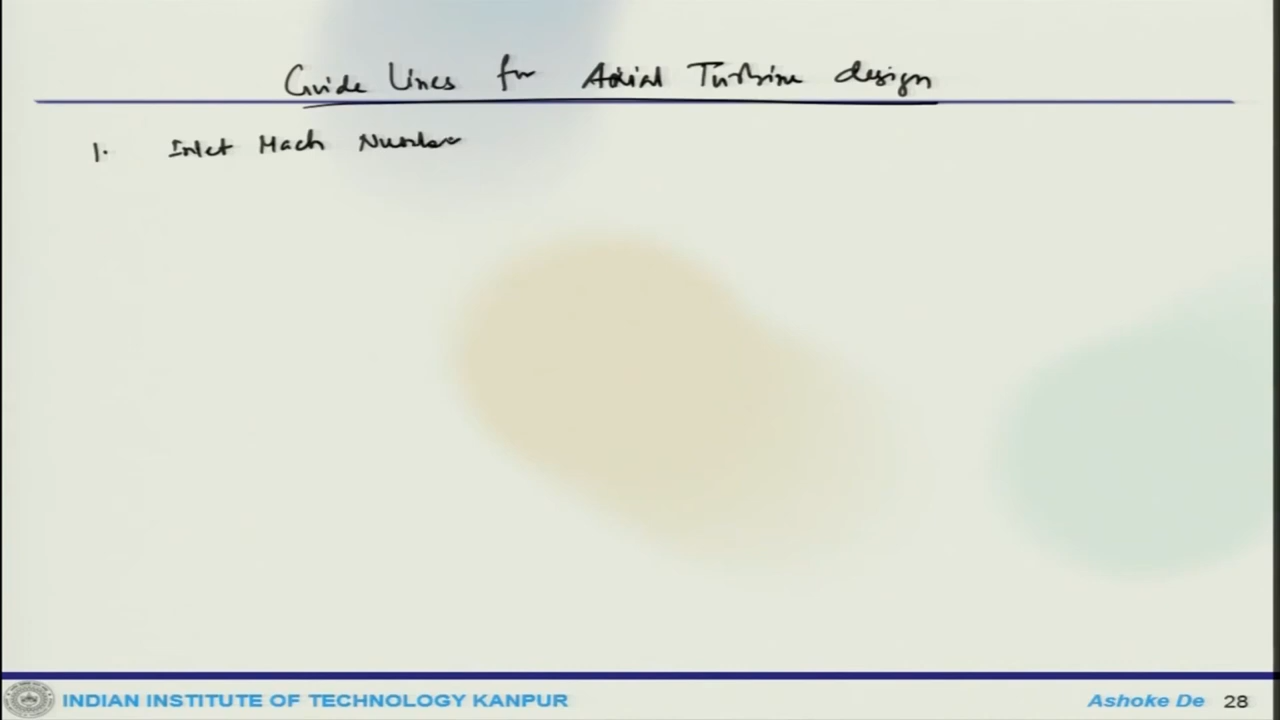 Guide Lines for Axial Turbine design
1. Inlet Mach Number
INDIAN INSTITUTE OF TECHNOLOGY KANPUR
Ashoke De 28